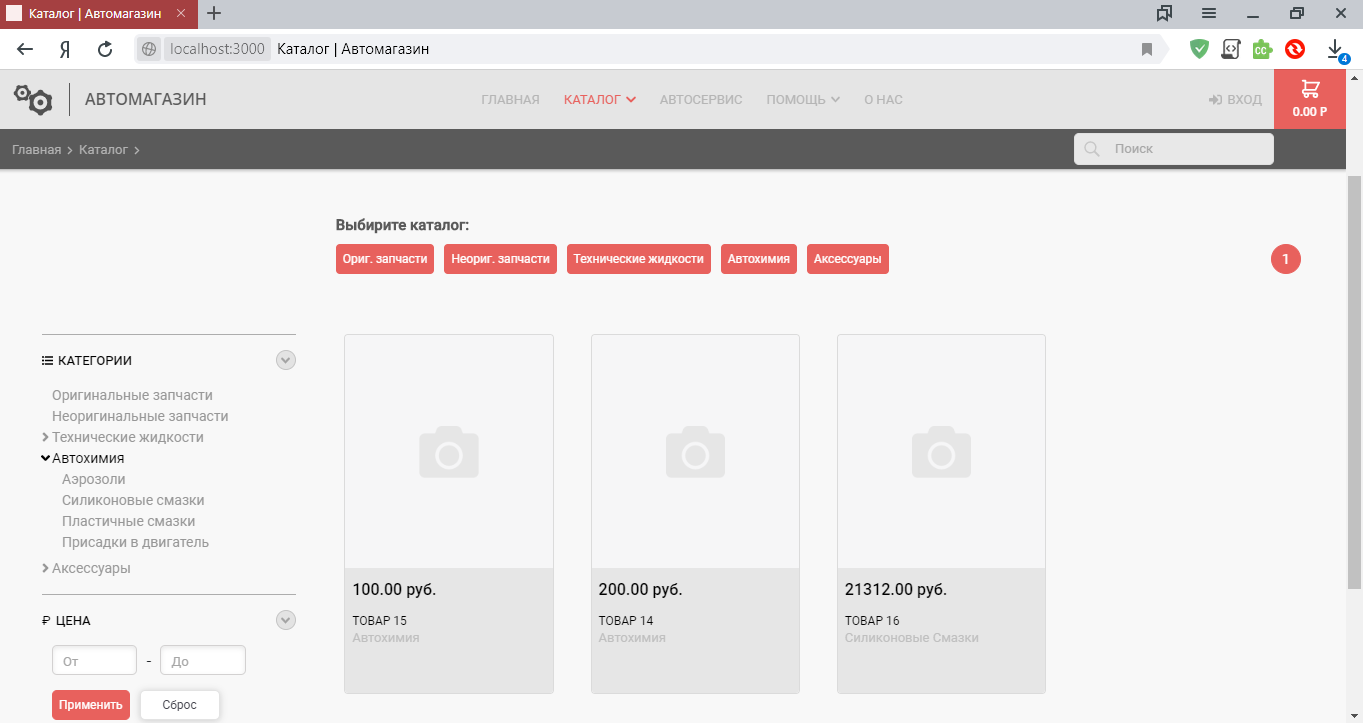 Каталог | Автомагазин
localhost:3000 Каталог | Автомагазин
4
АВТОМАГАЗИН
ГЛАВНАЯ КАТАЛОГ АВТОСЕРВИС ПОМОЩЬ О НАС
ВХОД
0.00 Р
Главная Каталог
Поиск
Выбирите каталог:
Ориг. запчасти Неориг. запчасти Технические жидкости Автохимия Аксессуары
1
КАТЕГОРИИ
Оригинальные запчасти
Неоригинальные запчасти
Технические жидкости
Автохимия
Аэрозоли
Силиконовые смазки
Пластичные смазки
Присадки в двигатель
Аксессуары
₽ ЦЕНА
От - До
Применить Сброс
100.00 руб.
ТОВАР 15
Автохимия
200.00 руб.
ТОВАР 14
Автохимия
21312.00 руб.
ТОВАР 16
Силиконовые Смазки